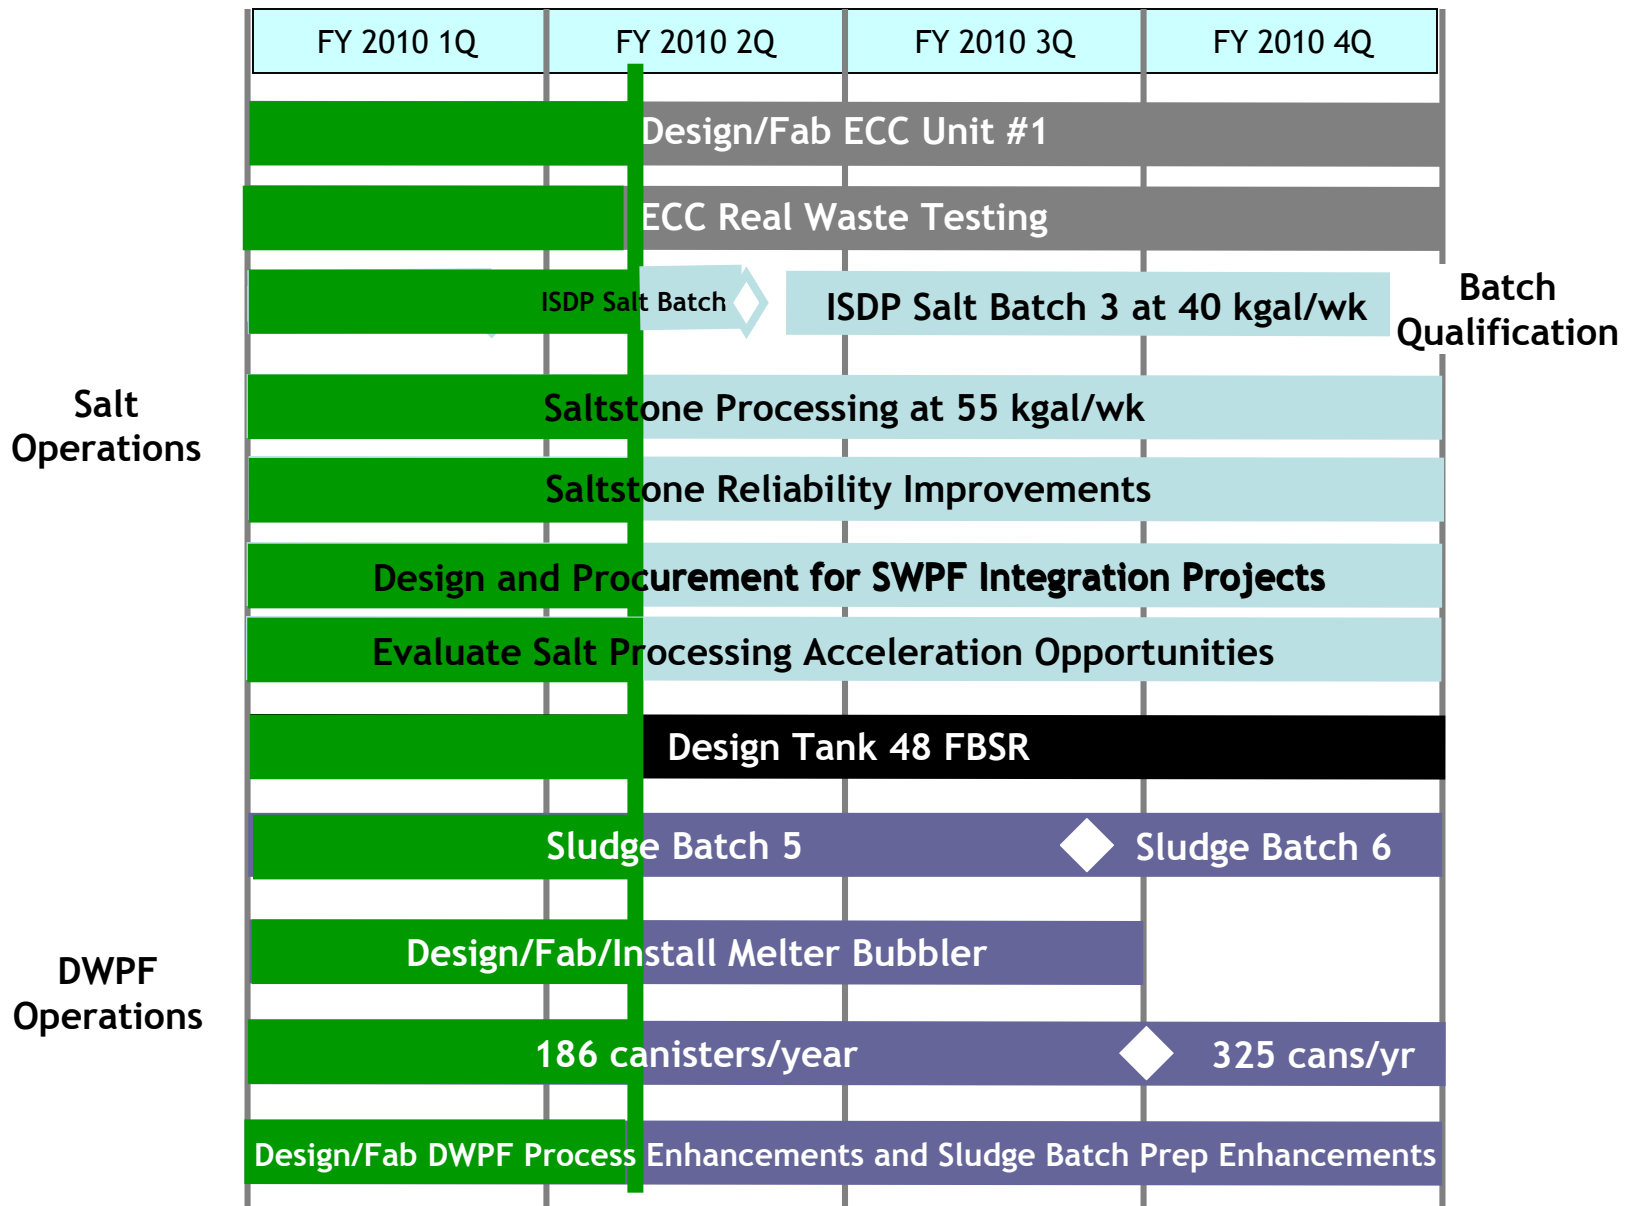 FY 2010 1Q
FY 2010 2Q
FY 2010 3Q
FY 2010 4Q
Design/Fab ECC Unit #1
ECC Real Waste Testing
ISDP Salt Batch
ISDP Salt Batch 3 at 40 kgal/wk
Batch
Qualification
Salt
Operations
Saltstone Processing at 55 kgal/wk
Saltstone Reliability Improvements
Design and Procurement for SWPF Integration Projects
Evaluate Salt Processing Acceleration Opportunities
Design Tank 48 FBSR
Sludge Batch 5
Sludge Batch 6
DWPF
Operations
Design/Fab/Install Melter Bubbler
186 canisters/year
325 cans/yr
Design/Fab DWPF Process Enhancements and Sludge Batch Prep Enhancements